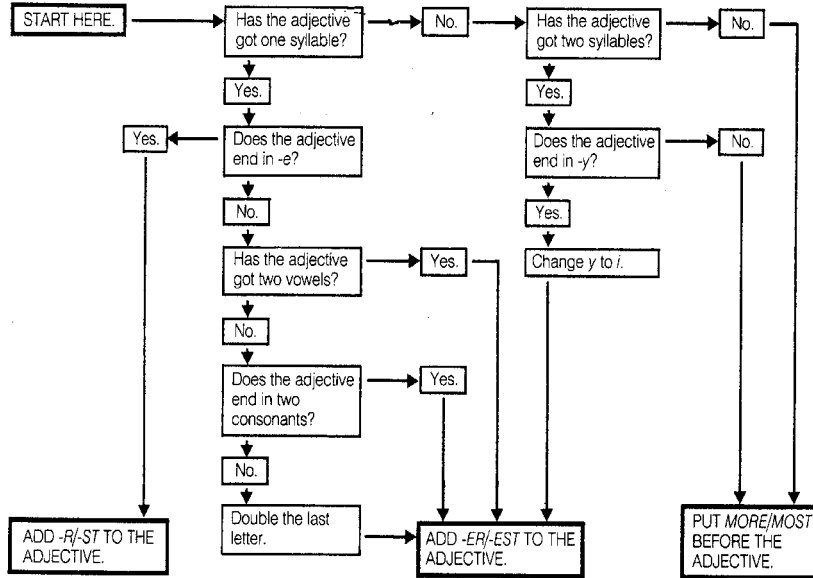 START HERE.
Has the adjective
got one syllable?
No.
Has the adjective
got two syllables?
No.
Yes.
Yes.
Yes.
Does the adjective
end in -e?
Does the adjective
end in -y?
No.
No.
Yes.
Has the adjective
got two vowels?
Yes.
Change y to i.
No.
Does the adjective
end in two
consonants?
Yes.
No.
Double the last
letter.
ADD -R/-ST TO THE
ADJECTIVE.
ADD -ER/-EST TO THE
ADJECTIVE.
PUT MORE/MOST
BEFORE THE
ADJECTIVE.